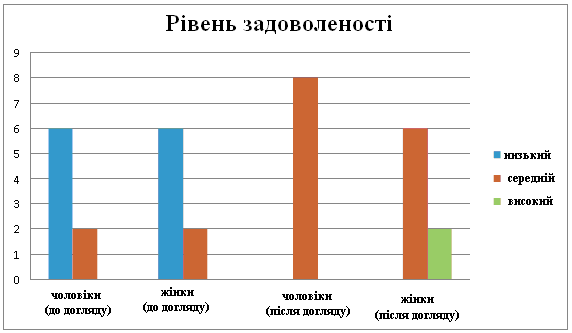 Рівень задоволеності
9
8
7
6
5
4
3
2
1
0
низький
середній
високий
чоловіки
(до догляду)
жінки
(до догляду)
чоловіки
(після догляду)
жінки
(після догляду)